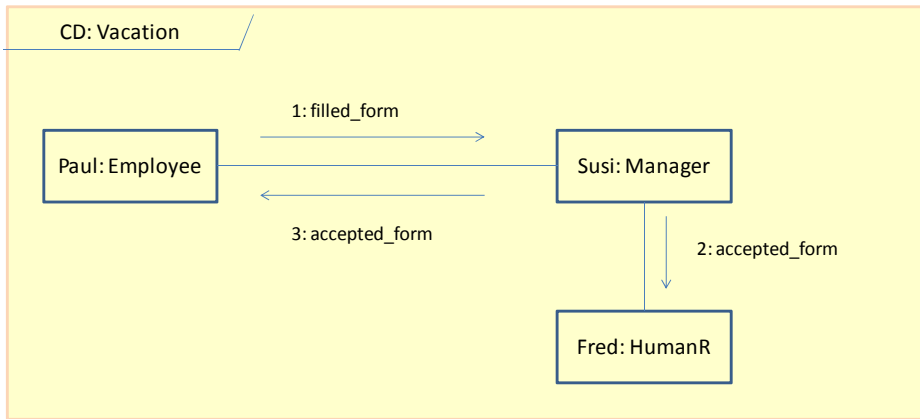 CD: Vacation
1: filled_form
Paul: Employee
Susi: Manager
3: accepted_form
2: accepted_form
Fred: HumanR